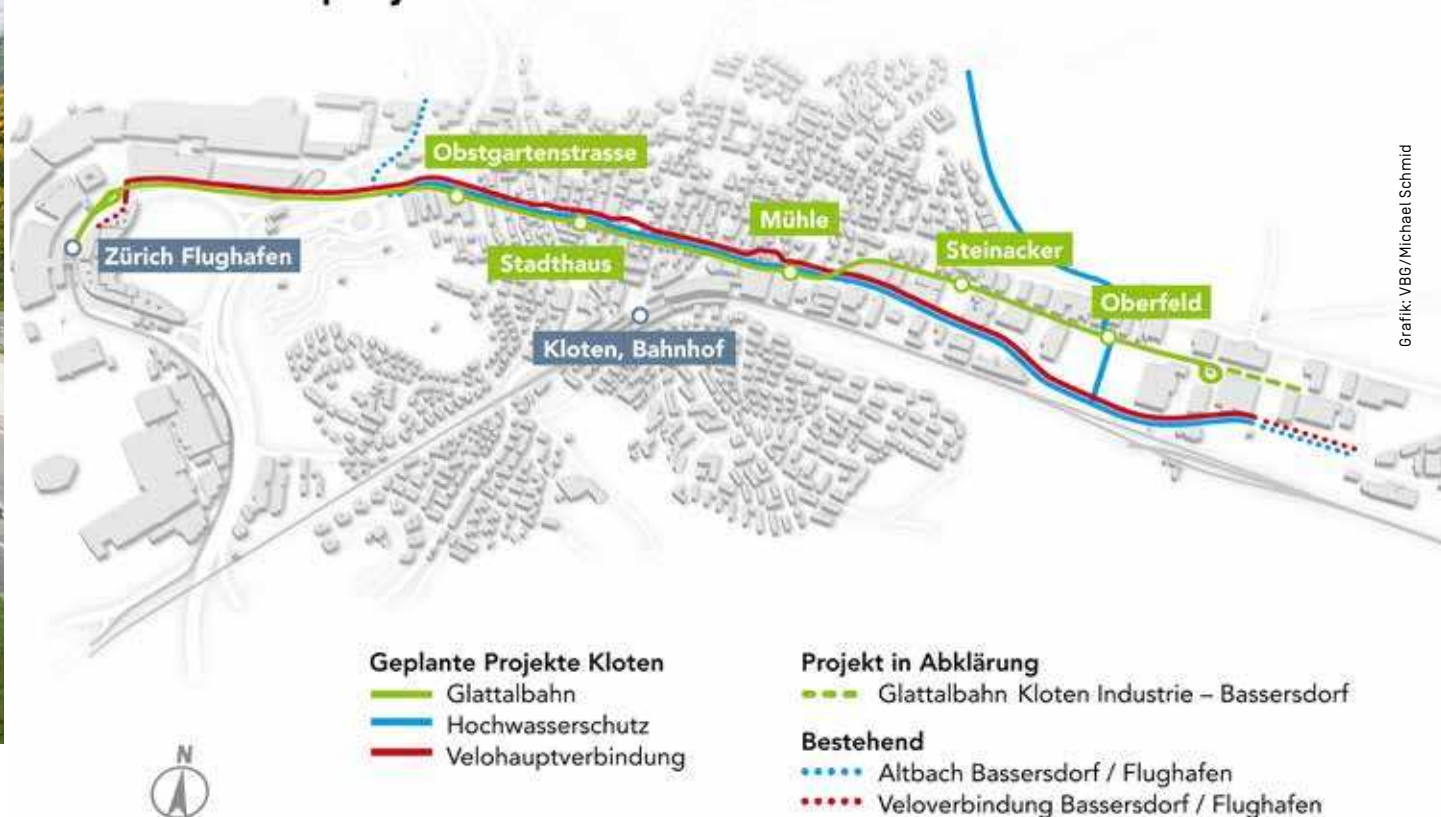 Obstgartenstrasse
Mühle
Steinacker
Zürich Flughafen
Stadthaus
Oberfeld
Kloten, Bahnhof
Grafik: VBG/Michael Schmid
Geplante Projekte Kloten
Glattalbahn
Hochwasserschutz
Velohauptverbindung
Projekt in Abklärung
Glattalbahn Kloten Industrie – Bassersdorf
Bestehend
Altbach Bassersdorf / Flughafen
Veloverbindung Bassersdorf / Flughafen
N